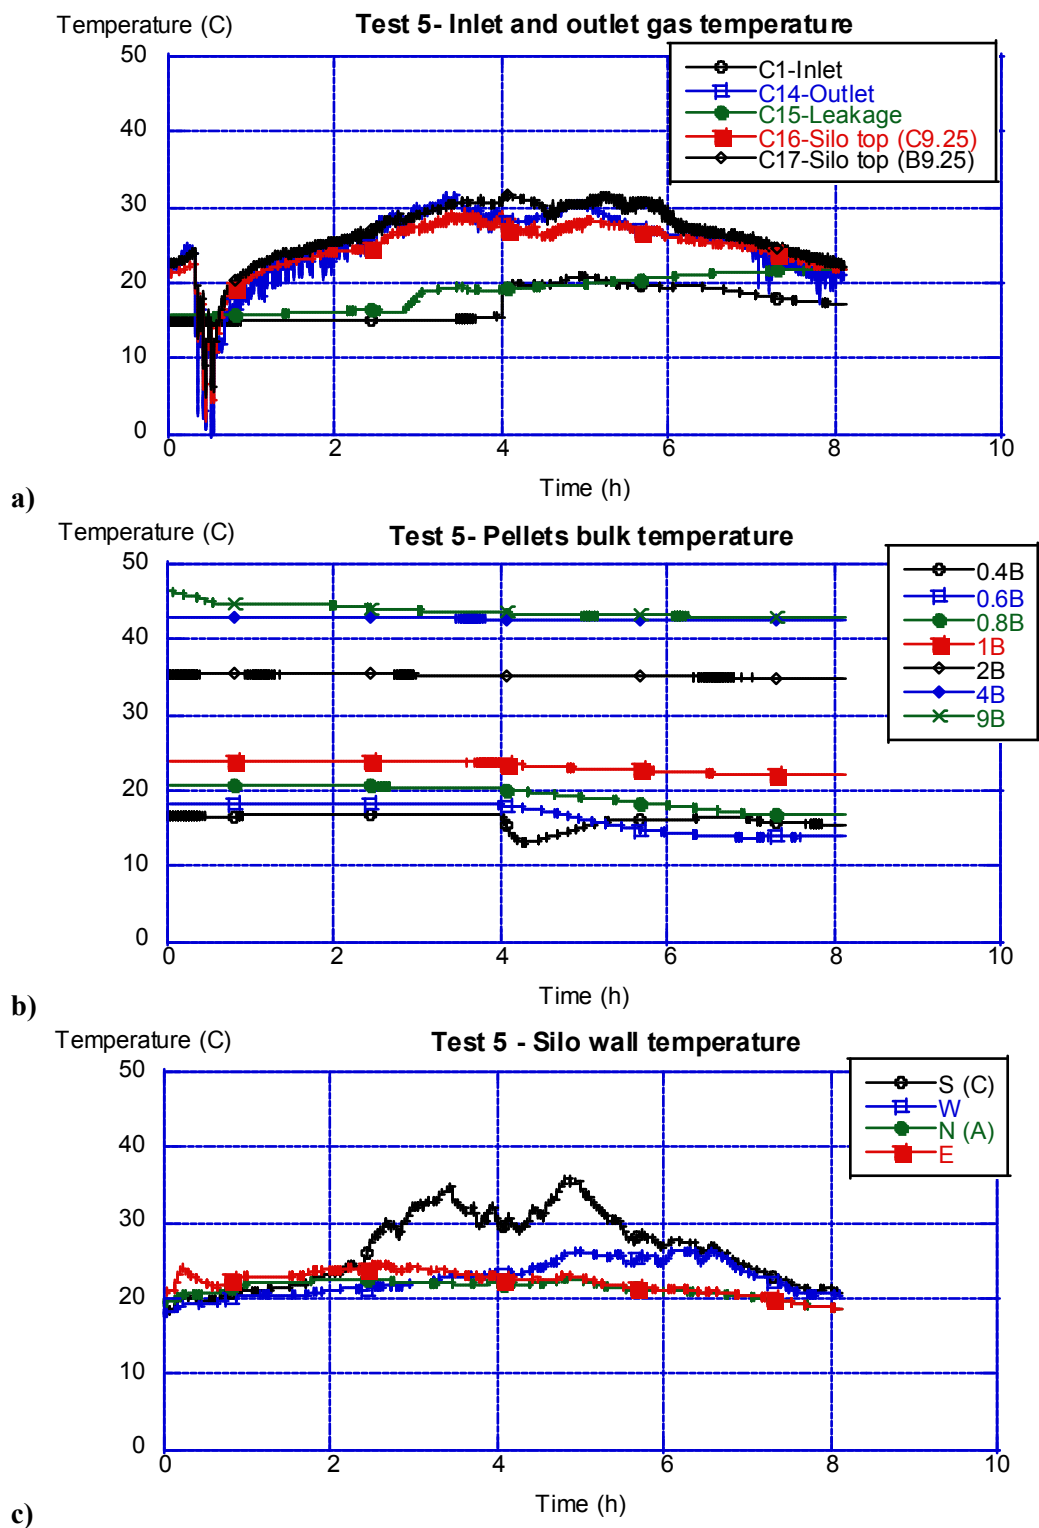 Temperature (C)
Test 5- Inlet and outlet gas temperature
50
40
30
20
10
0
C1-Inlet
C14-Outlet
C15-Leakage
C16-Silo top (C9.25)
C17-Silo top (B9.25)
0 2 4 6 8 10
Time (h)
a)
Temperature (C)
Test 5- Pellets bulk temperature
50
40
30
20
10
0
0.4B
0.6B
0.8B
1B
2B
4B
9B
0 2 4 6 8 10
Time (h)
b)
Temperature (C)
Test 5 - Silo wall temperature
50
40
30
20
10
0
S (C)
W
N (A)
E
0 2 4 6 8 10
Time (h)
c)